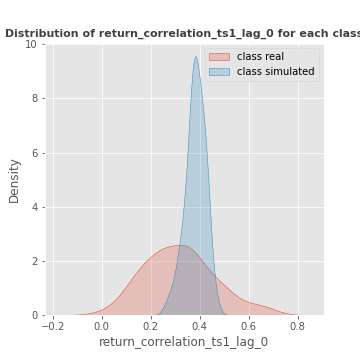 Distribution of return_correlation_ts1_lag_0 for each class
10
8
6
4
2
0
Density
class real
class simulated
−0.2 0.0 0.2 0.4 0.6 0.8
return_correlation_ts1_lag_0